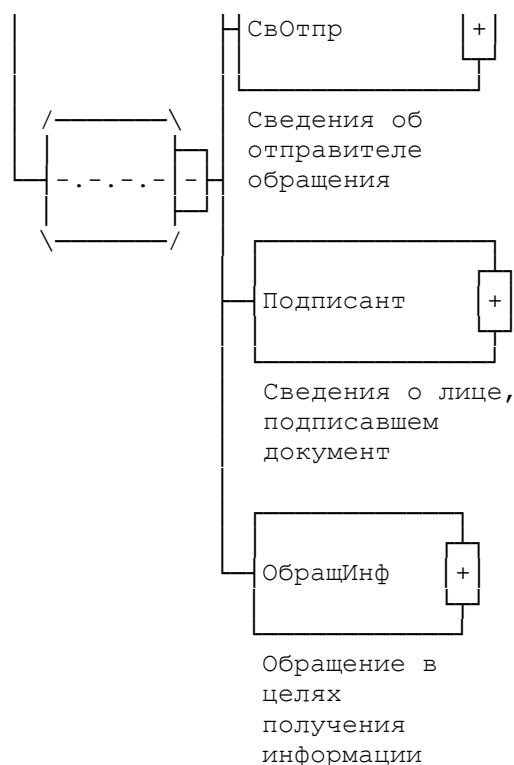 СвОтпр +
Сведения об
отправителе
обращения
Подписант +
Сведения о лице,
подписавшем
документ
ОбращИнф +
Обращение в
целях
получения
информации